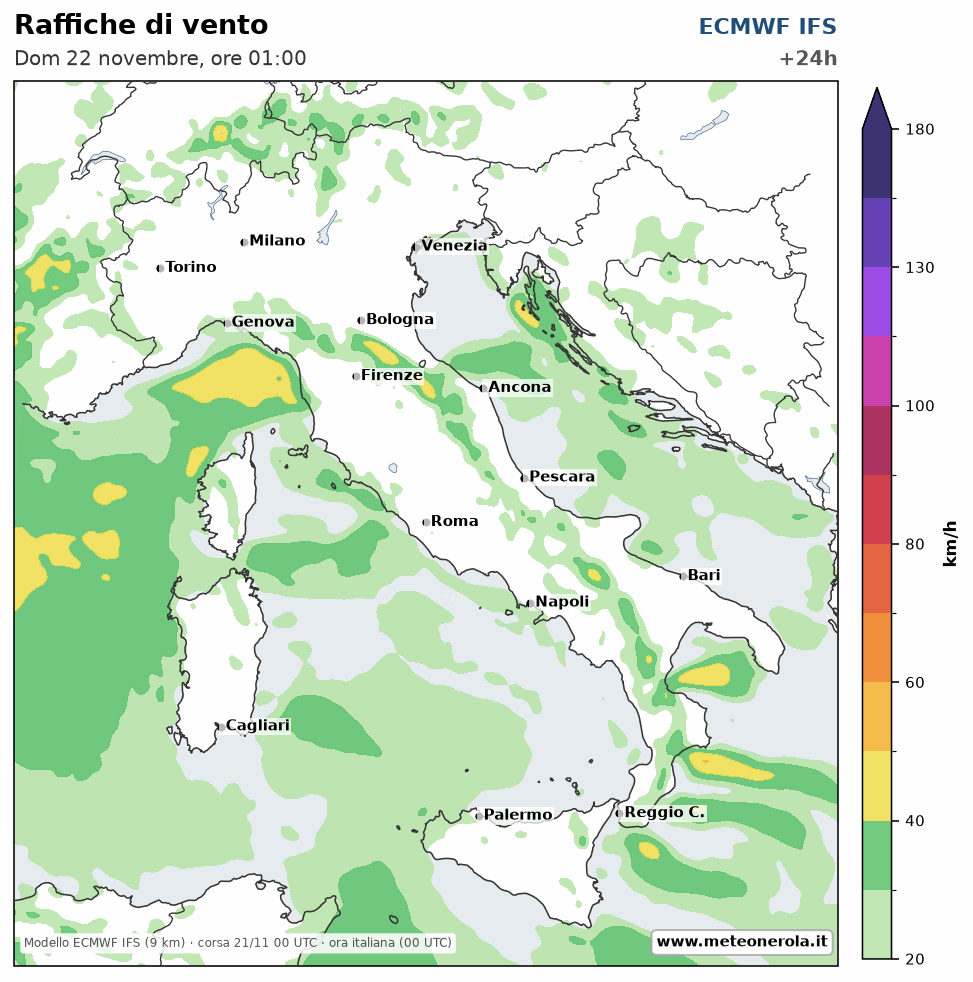 Raffiche di vento
ECMWF IFS
Dom 22 novembre, ore 01:00
+24h
Milano
Venezia
Torino
Genova
Bologna
Firenze
Ancona
Pescara
Roma
Bari
Napoli
Cagliari
Palermo
Reggio C.
180
130
100
80
60
40
20
km/h
Modello ECMWF IFS (9 km) · corsa 21/11 00 UTC · ora italiana (00 UTC)
www.meteonerola.it